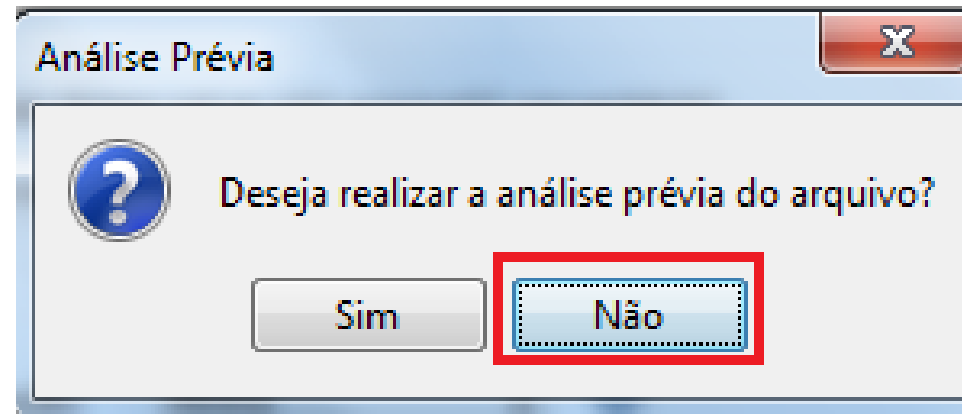 Análise Prévia
Deseja realizar a análise prévia do arquivo?
Sim
Não